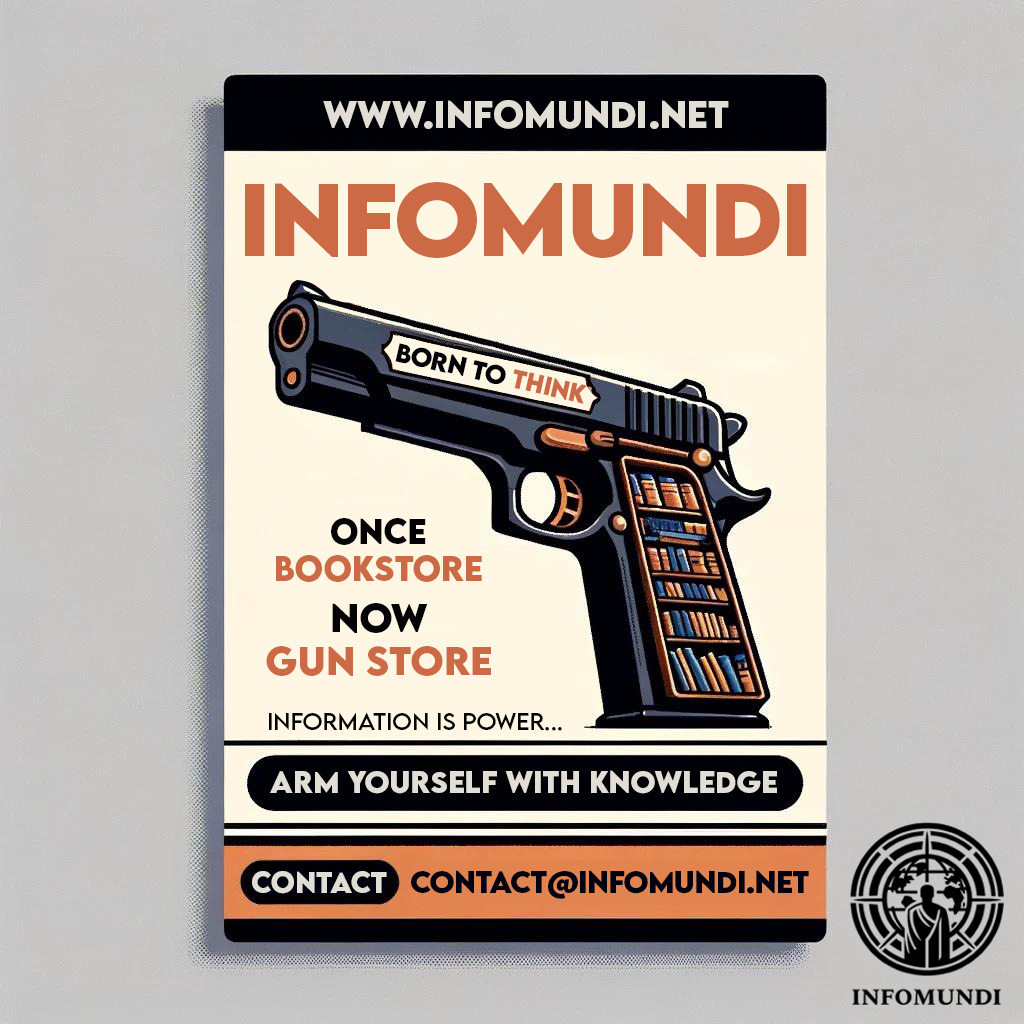 WWW.INFOMUNDI.NET
INFOMUNDI
BORN TO THINK
ONCE
BOOKSTORE
NOW
GUN STORE
INFORMATION IS POWER...
ARM YOURSELF WITH KNOWLEDGE
CONTACT CONTACT@INFOMUNDI.NET
INFOMUNDI